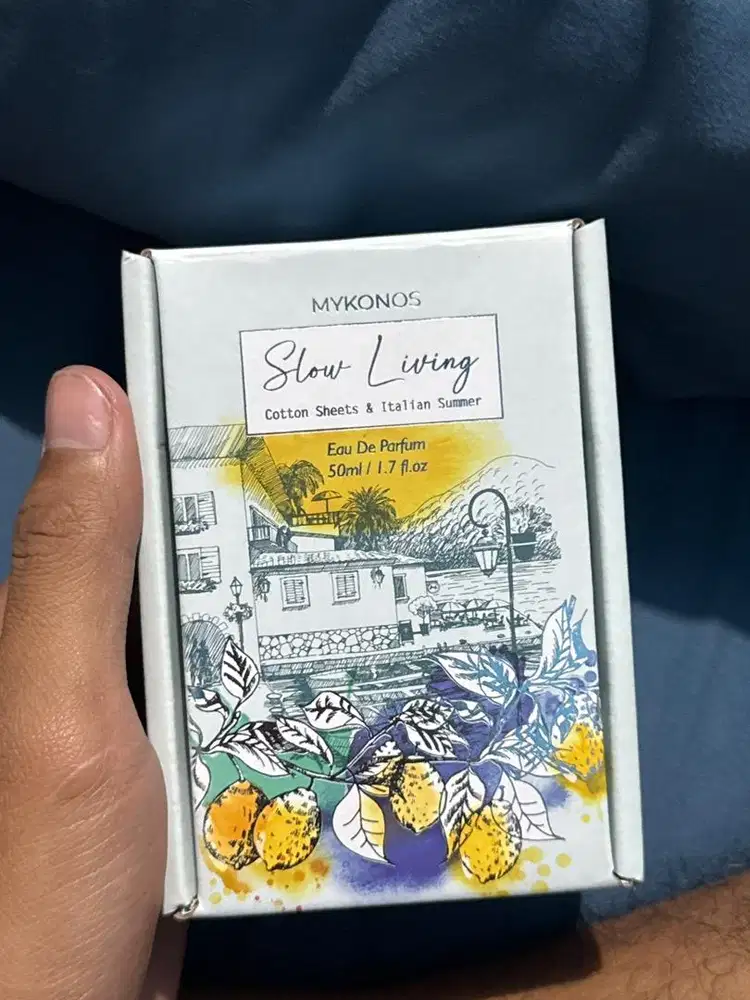 MYKONOS
Slow Living
Cotton Sheets & Italian Summer
Eau De Parfum
50ml / 1.7 fl.oz